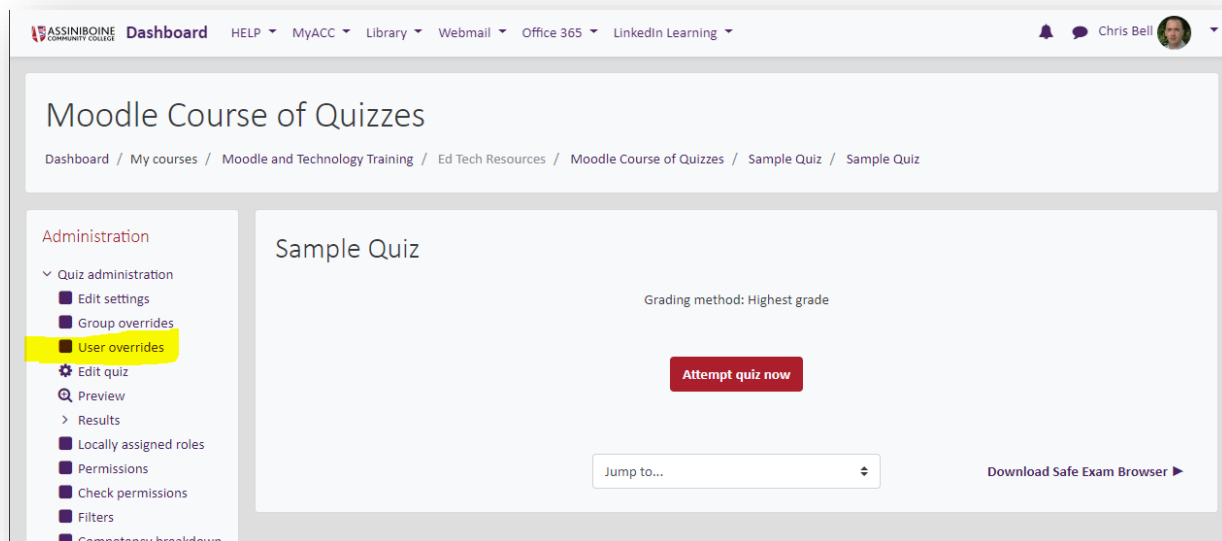 ASSINIBOINE COMMUNITY COLLEGE Dashboard HELP MyACC Library Webmail Office 365 LinkedIn Learning Chris Bell
Moodle Course of Quizzes
Dashboard / My courses / Moodle and Technology Training / Ed Tech Resources / Moodle Course of Quizzes / Sample Quiz / Sample Quiz
Administration
Quiz administration
Edit settings
Group overrides
User overrides
Edit quiz
Preview
Results
Locally assigned roles
Permissions
Check permissions
Filters
Competency breakdown
Sample Quiz
Grading method: Highest grade
Attempt quiz now
Jump to...
Download Safe Exam Browser